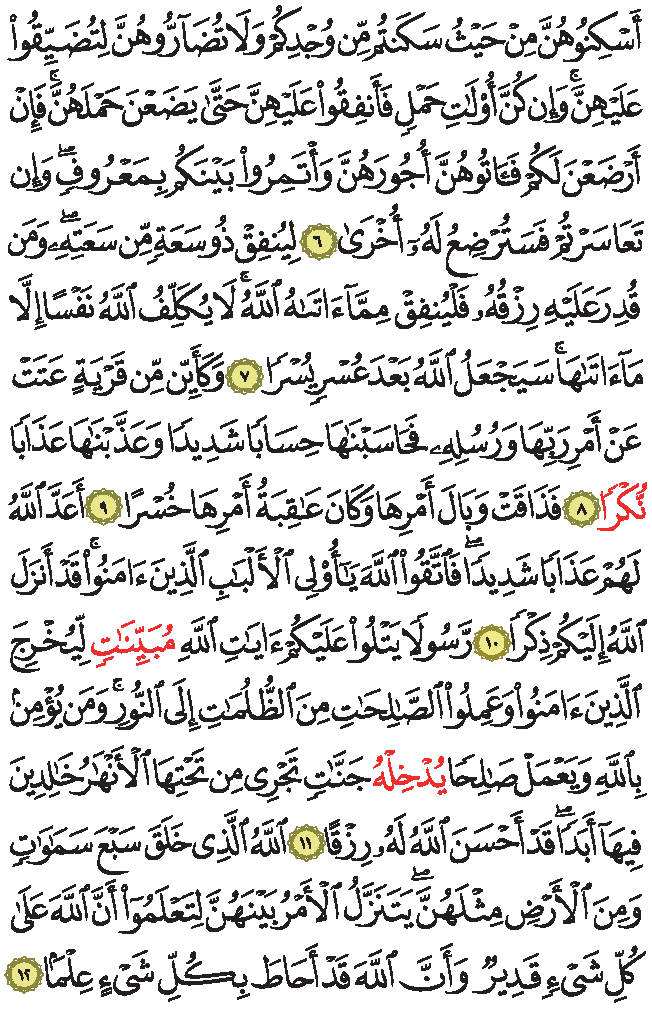 أَسْكِنُوهُنَّ مِنْ حَيْثُ سَكَنتُم مِّن وُجْدِكُمْ وَلَا تُضَآرُّوهُنَّ لِتُضَيِّقُوا۟
عَلَيْهِنَّ ۚ وَإِن كُنَّ أُو۟لَـٰتِ حَمْلٍ فَأَنفِقُوا۟ عَلَيْهِنَّ حَتَّىٰ يَضَعْنَ حَمْلَهُنَّ ۚ فَإِنْ
أَرْضَعْنَ لَكُمْ فَـَٔاتُوهُنَّ أُجُورَهُنَّ وَأْتَمِرُوا۟ بَيْنَكُم بِمَعْرُوفٍ ۖ وَإِن
تَعَاسَرْتُمْ فَسَتُرْضِعُ لَهُۥٓ أُخْرَىٰ ٦ لِيُنفِقْ ذُو سَعَةٍ مِّن سَعَتِهِۦ ۖ وَمَن
قُدِرَ عَلَيْهِ رِزْقُهُۥ فَلْيُنفِقْ مِمَّآ ءَاتَىٰهُ ٱللَّهُ ۚ لَا يُكَلِّفُ ٱللَّهُ نَفْسًا إِلَّا
مَآ ءَاتَىٰهَا ۚ سَيَجْعَلُ ٱللَّهُ بَعْدَ عُسْرٍ يُسْرًا ٧ وَكَأَيِّن مِّن قَرْيَةٍ عَتَتْ
عَنْ أَمْرِ رَبِّهَا وَرُسُلِهِۦ فَحَاسَبْنَـٰهَا حِسَابًا شَدِيدًا وَعَذَّبْنَـٰهَا عَذَابًا
نُّكْرًا ٨ فَذَاقَتْ وَبَالَ أَمْرِهَا وَكَانَ عَـٰقِبَةُ أَمْرِهَا خُسْرًا ٩ أَعَدَّ ٱللَّهُ
لَهُمْ عَذَابًا شَدِيدًا ۖ فَٱتَّقُوا۟ ٱللَّهَ يَـٰٓأُو۟لِى ٱلْأَلْبَـٰبِ ٱلَّذِينَ ءَامَنُوا۟ ۚ قَدْ أَنزَلَ
ٱللَّهُ إِلَيْكُمْ ذِكْرًا ١٠ رَّسُولًا يَتْلُوا۟ عَلَيْكُمْ ءَايَـٰتِ ٱللَّهِ مُبَيِّنَـٰتٍ لِّيُخْرِجَ
ٱلَّذِينَ ءَامَنُوا۟ وَعَمِلُوا۟ ٱلصَّـٰلِحَـٰتِ مِنَ ٱلظُّلُمَـٰتِ إِلَى ٱلنُّورِ ۚ وَمَن يُؤْمِنۢ
بِٱللَّهِ وَيَعْمَلْ صَـٰلِحًا يُدْخِلْهُ جَنَّـٰتٍ تَجْرِى مِن تَحْتِهَا ٱلْأَنْهَـٰرُ خَـٰلِدِينَ
فِيهَآ أَبَدًا ۖ قَدْ أَحْسَنَ ٱللَّهُ لَهُۥ رِزْقًا ١١ ٱللَّهُ ٱلَّذِى خَلَقَ سَبْعَ سَمَـٰوَٰتٍ
وَمِنَ ٱلْأَرْضِ مِثْلَهُنَّ ۖ يَتَنَزَّلُ ٱلْأَمْرُ بَيْنَهُنَّ لِتَعْلَمُوٓا۟ أَنَّ ٱللَّهَ عَلَىٰ
كُلِّ شَىْءٍ قَدِيرٌ وَأَنَّ ٱللَّهَ قَدْ أَحَاطَ بِكُلِّ شَىْءٍ عِلْمًۢا ١٢